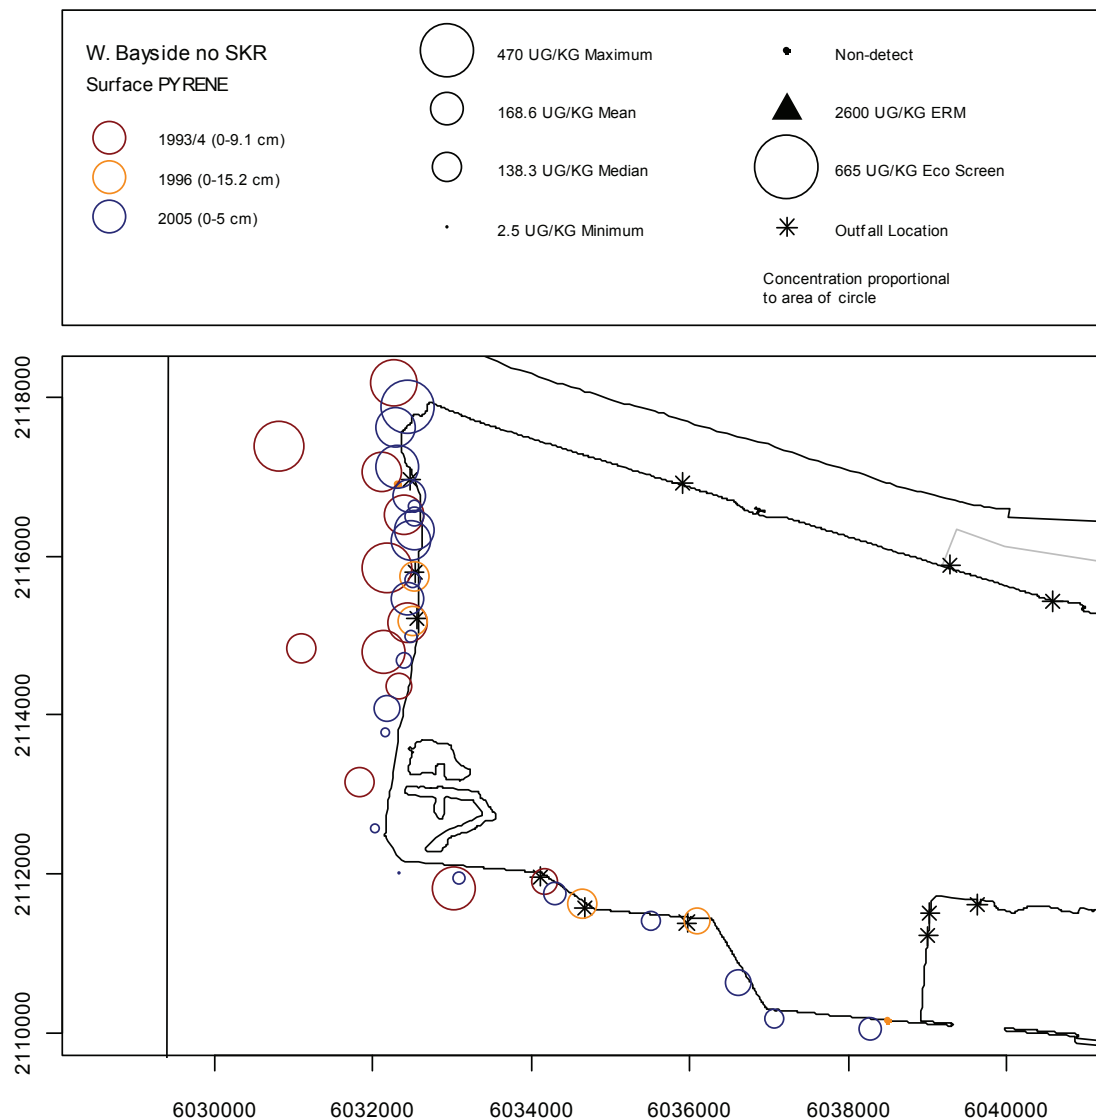 W. Bayside no SKR
Surface PYRENE
1993/4 (0-9.1 cm)
1996 (0-15.2 cm)
2005 (0-5 cm)
470 UG/KG Maximum
168.6 UG/KG Mean
138.3 UG/KG Median
2.5 UG/KG Minimum
Non-detect
2600 UG/KG ERM
665 UG/KG Eco Screen
Outfall Location
Concentration proportional
to area of circle
2118000
2116000
2114000
2112000
2110000
6030000
6032000
6034000
6036000
6038000
6040000